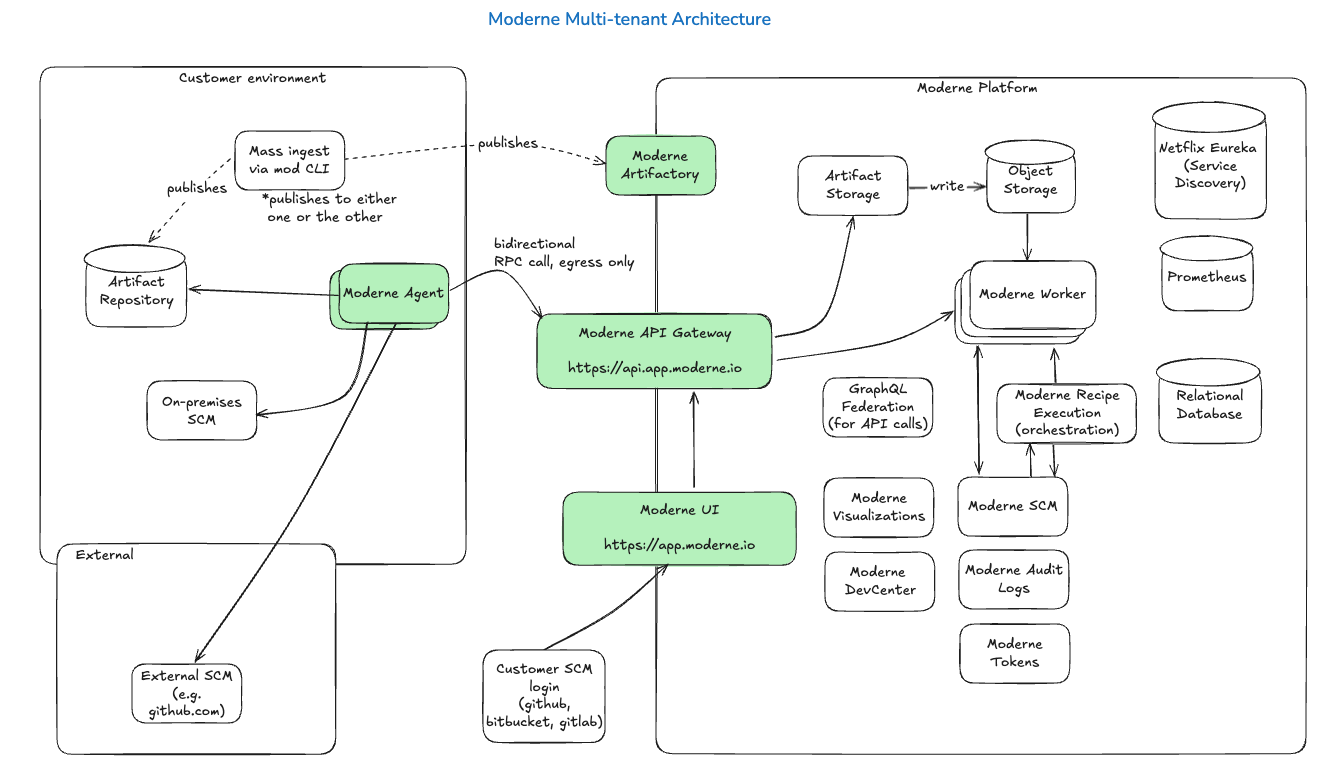 Moderne Multi-tenant Architecture
Customer environment
Mass ingest
via mod CLI
publishes
*publishes to either
one or the other
publishes
Artifact
Repository
Moderne Agent
On-premises
SCM
External
External SCM
(e.g.
github.com)
bidirectional
RPC call, egress only
Moderne
Artifactory
Moderne API Gateway
https://api.app.moderne.io
Moderne UI
https://app.moderne.io
Customer SCM
login
(github,
bitbucket, gitlab)
Moderne Platform
Artifact
Storage
write
Object
Storage
Netflix Eureka
(Service
Discovery)
Moderne Worker
Prometheus
GraphQL
Federation
(for API calls)
Moderne Recipe
Execution
(orchestration)
Relational
Database
Moderne
Visualizations
Moderne SCM
Moderne
DevCenter
Moderne Audit
Logs
Moderne
Tokens